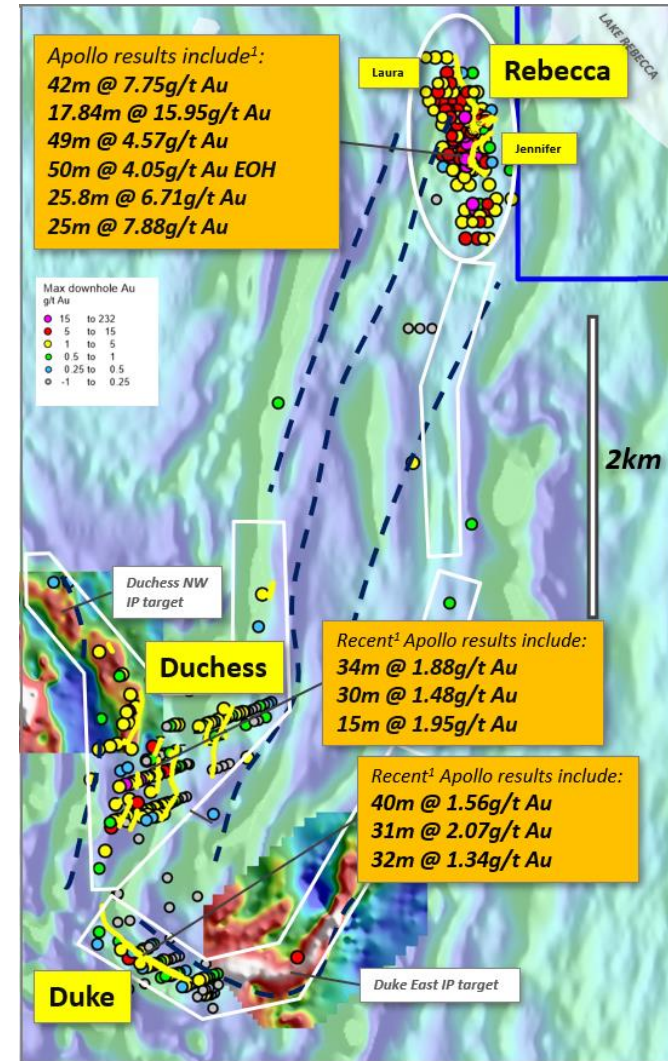 Apollo results include¹:
42m @ 7.75g/t Au
17.84m @ 15.95g/t Au
49m @ 4.57g/t Au
50m @ 4.05g/t Au EOH
25.8m @ 6.71g/t Au
25m @ 7.88g/t Au
LAKE REBECCA
Laura
Rebecca
Jennifer
Max downhole Au
g/t Au
15 to 232
5 to 15
1 to 5
0.5 to 1
0.25 to 0.5
-1 to 0.25
2km
Duchess NW
IP target
Duchess
Recent¹ Apollo results include:
34m @ 1.88g/t Au
30m @ 1.48g/t Au
15m @ 1.95g/t Au
Recent¹ Apollo results include:
40m @ 1.56g/t Au
31m @ 2.07g/t Au
32m @ 1.34g/t Au
Duke
Duke East IP target